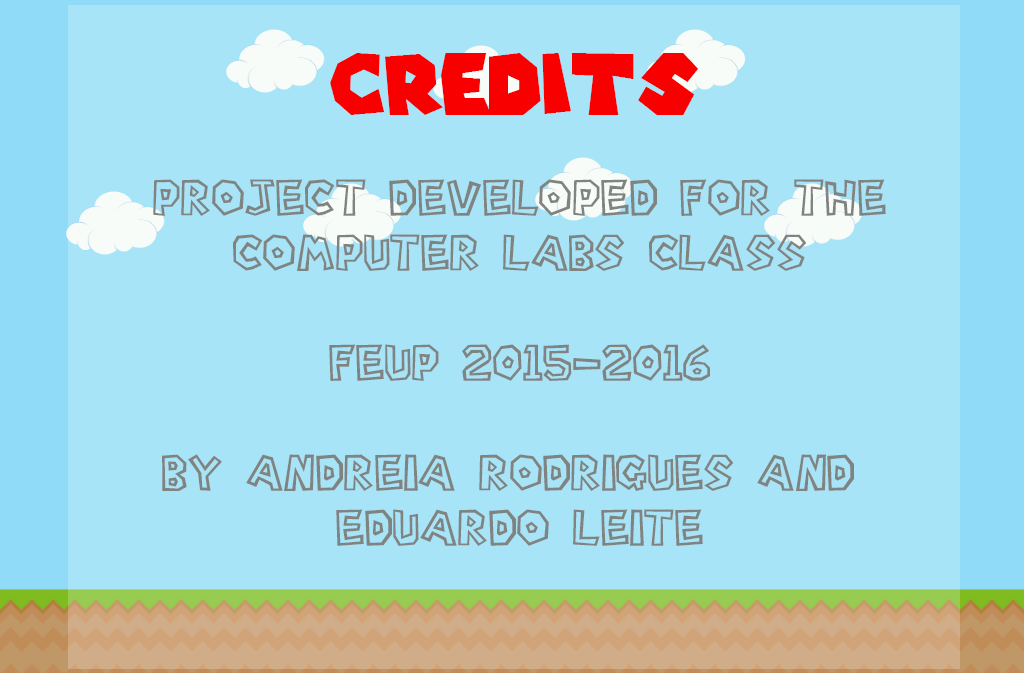 CREDITS
PROJECT DEVELOPED FOR THE
COMPUTER LABS CLASS
FEUP 2015-2016
BY ANDREIA RODRIGUES AND
EDUARDO LEITE